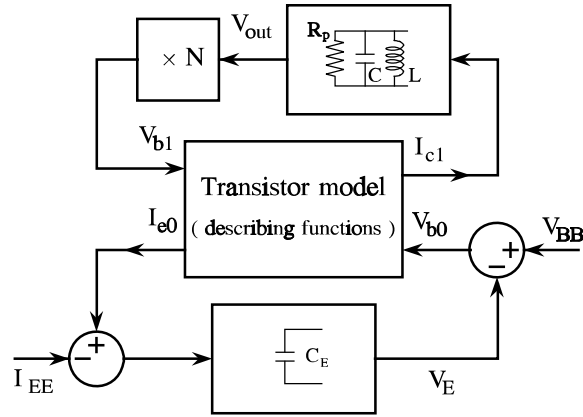 V_out
R_P
× N
C
L
V_b1
I_c1
Transistor model
( describing functions )
I_e0
V_b0
V_BB
+
−
+
−
I_EE
C_E
V_E